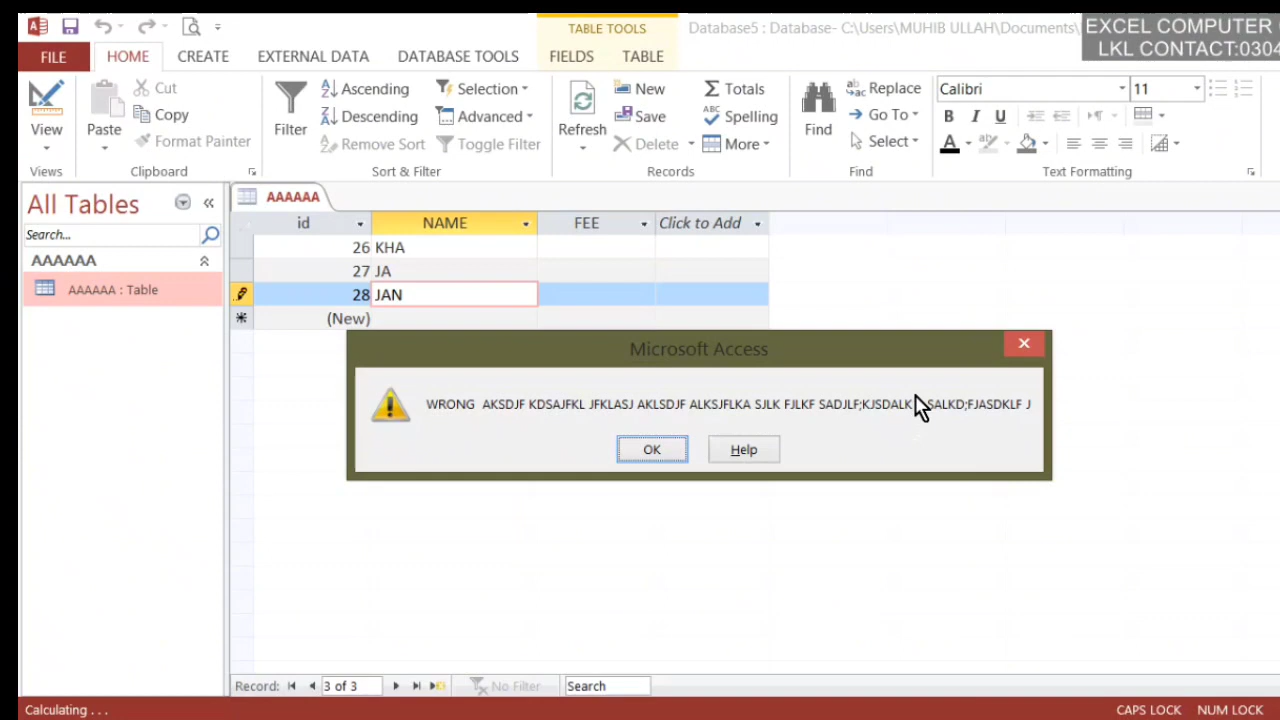 TABLE TOOLS
Database5 : Database- C:\Users\MUHIB ULLAH\Documents\
EXCEL COMPUTER
LKL CONTACT:0304
FILE HOME CREATE EXTERNAL DATA DATABASE TOOLS FIELDS TABLE
View
Views
Paste
Cut
Copy
Format Painter
Clipboard
Filter
Ascending
Descending
Remove Sort
Selection
Advanced
Toggle Filter
Sort & Filter
Refresh
New
Save
Delete
Totals
Spelling
More
Records
Find
Replace
Go To
Select
Find
Calibri 11
B I U
A
Text Formatting
All Tables
Search...
AAAAAA
AAAAAA : Table
AAAAAA
id NAME FEE Click to Add
26 KHA
27 JA
28 JAN
(New)
Microsoft Access
WRONG AKSDJF KDSAJFKL JFKLASJ AKLSDJF ALKSJFLKA SJLK FJLKF J
OK Help
Record: 3 of 3 No Filter Search
Calculating . . .
CAPS LOCK NUM LOCK